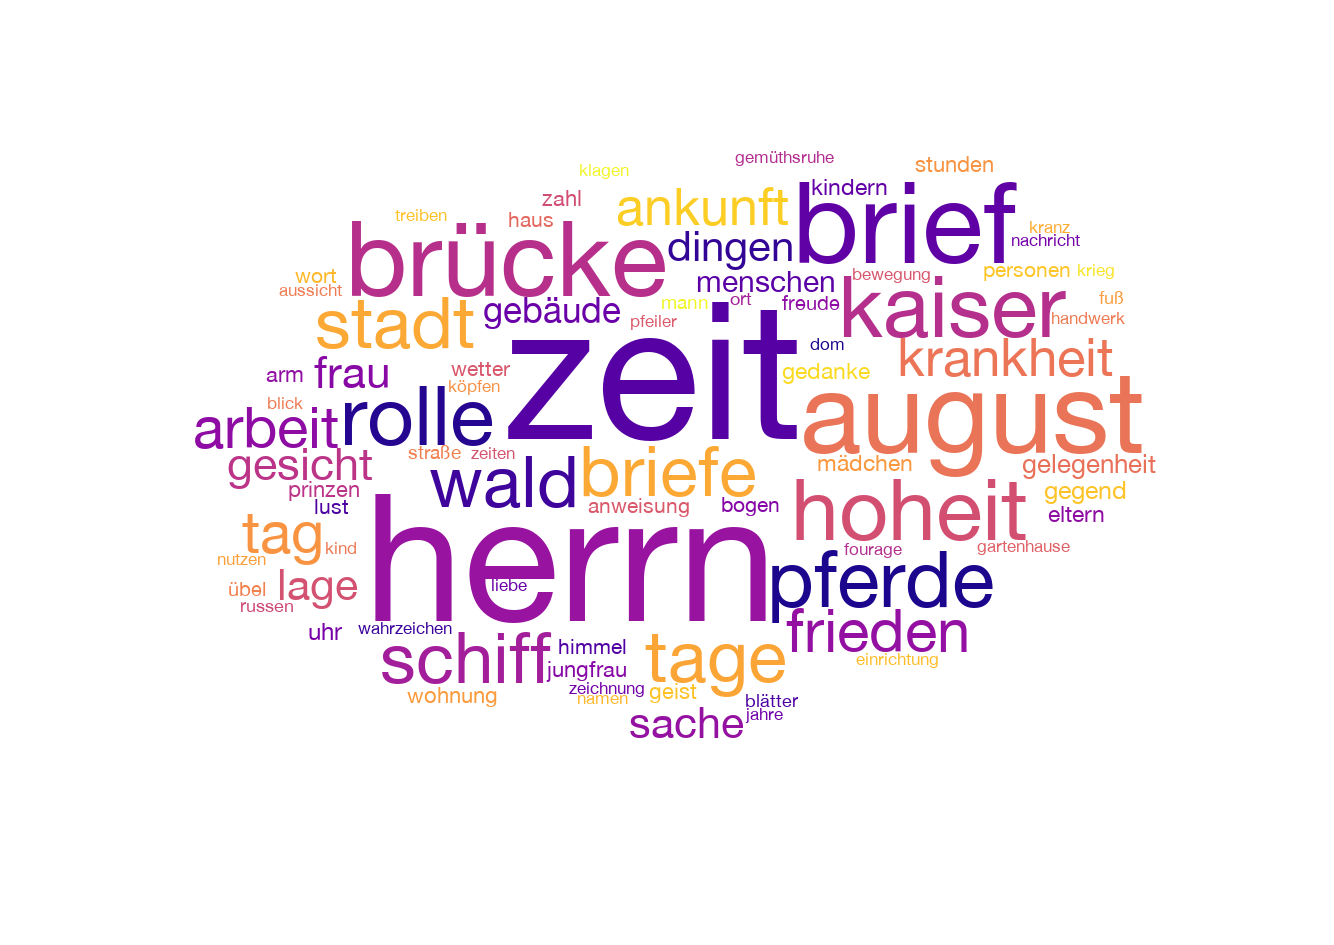 gemüthsruhe
stunden
klagen
kindern
zahl
ankunft
brief
treiben
haus
kranz
nachricht
brücke
dingen
wort
menschen
bewegung
personen
krieg
aussicht
stadt
gebäude
mann
ort
freude
kaiser
fuß
pfeiler
handwerk
zeit
dom
krankheit
arm
frau
wetter
gedanke
köpfen
blick
arbeit
rolle
august
straße
zeiten
gesicht
wald
briefe
mädchen
gelegenheit
prinzen
gegend
lust
anweisung
bogen
hoheit
eltern
tag
kind
herrn
fourage
gartenhause
nutzen
übel
lage
liebe
pferde
russen
uhr
wahrzeichen
frieden
schiff
himmel
tage
einrichtung
jungfrau
zeichnung
geist
wohnung
namen
blätter
jahre
sache